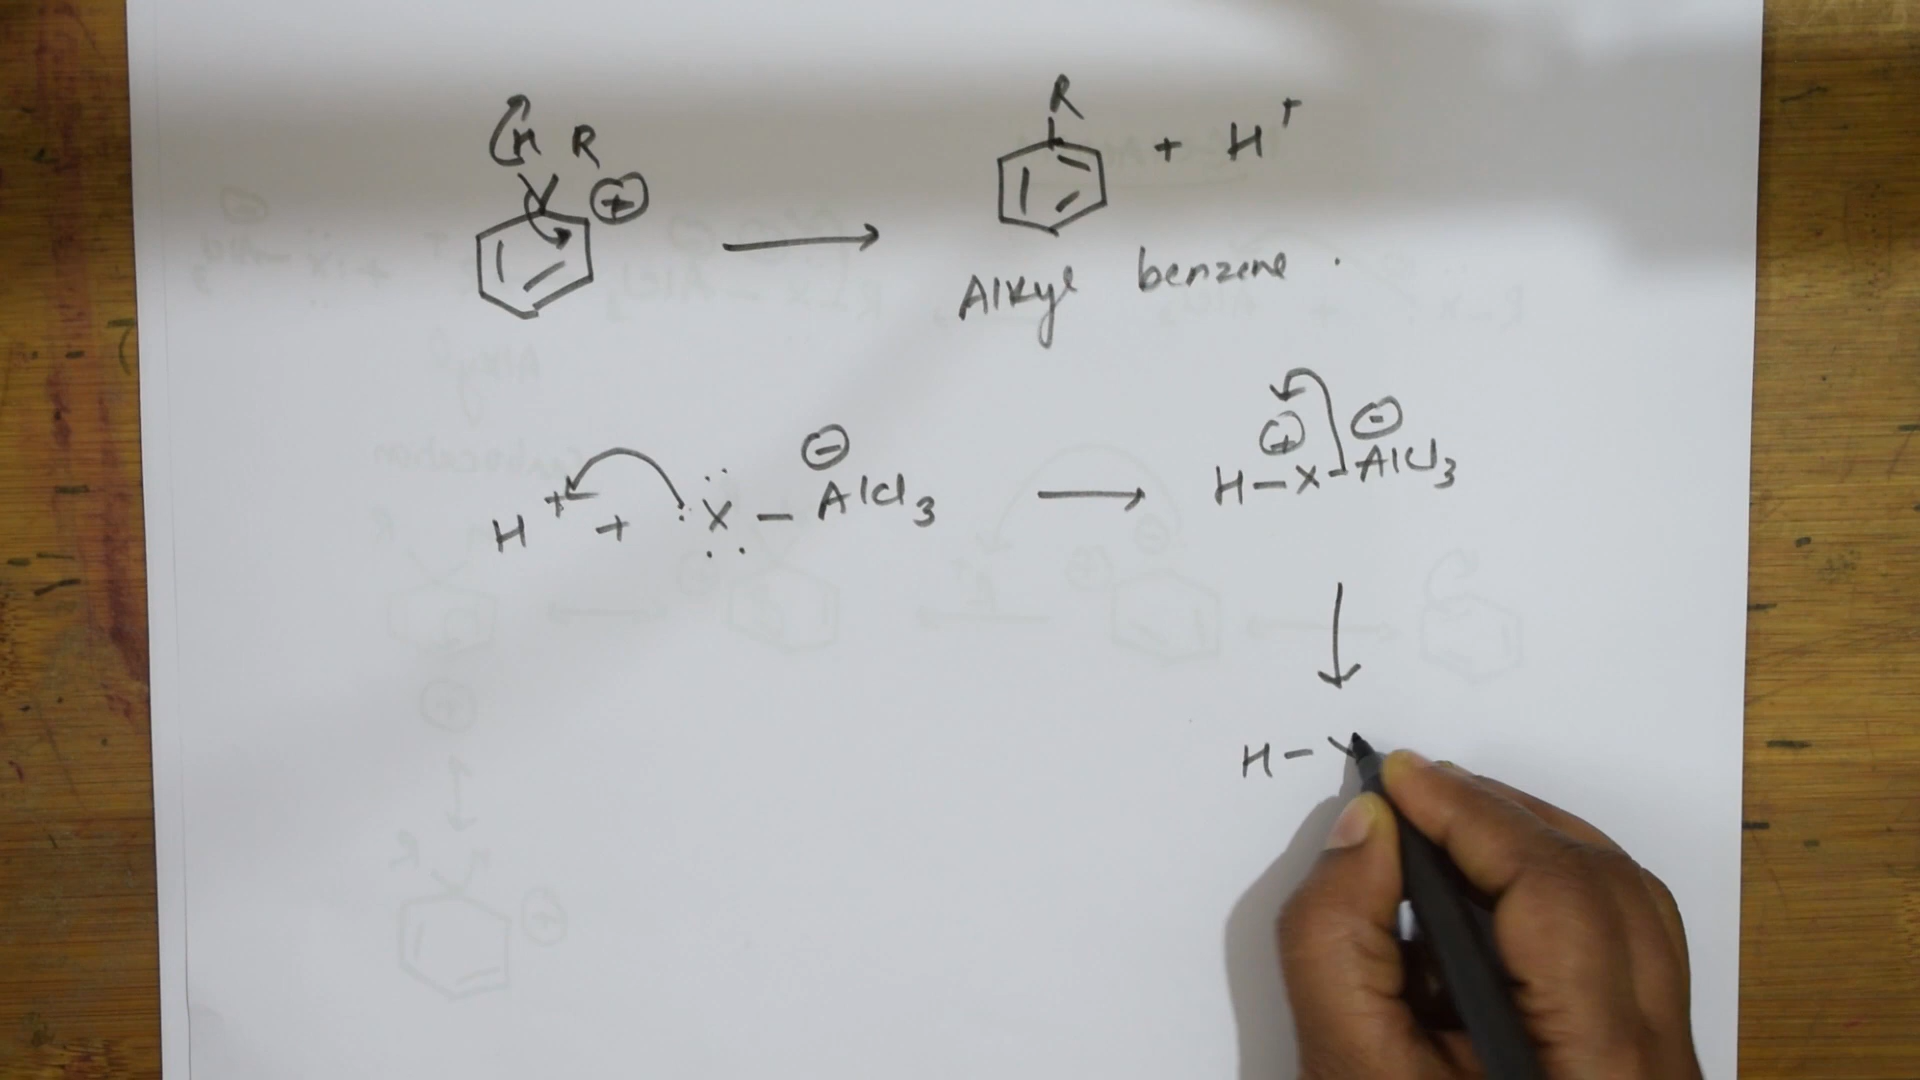 H R
⊕
R
+ H+
Alkyl benzene.
H+ + :X – AlCl3
⊖
H–X–AlCl3
⊕ ⊖
H – X